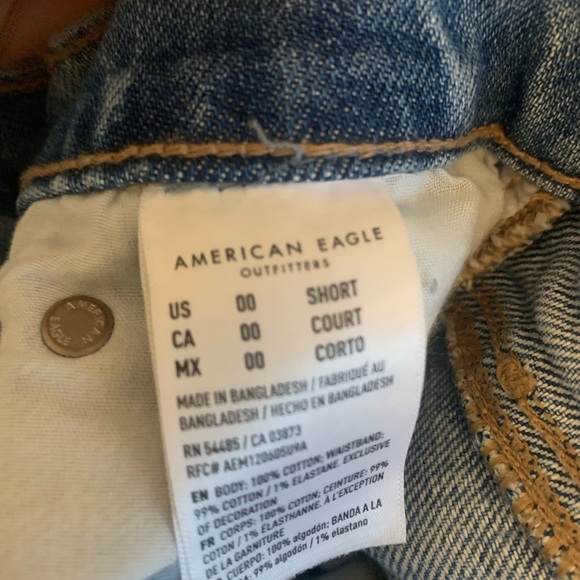 AMERICAN EAGLE
OUTFITTERS
US 00 SHORT
CA 00 COURT
MX 00 CORTO
MADE IN BANGLADESH / FABRIQUÉ AU
BANGLADESH / HECHO EN BANGLADESH
RN 54485 / CA 03873
RFC# AEM120605U9A
EN BODY: 100% COTTON; WAISTBAND:
99% COTTON / 1% ELASTANE. EXCLUSIVE
OF DECORATION
FR CORPS: 100% COTON; CEINTURE: 99%
COTON / 1% ÉLASTHANNE. À L'EXCEPTION
DE LA GARNITURE
CUERPO: 100% algodón; BANDA A LA
99% algodón / 1% elastano
AMERICAN
EAGLE